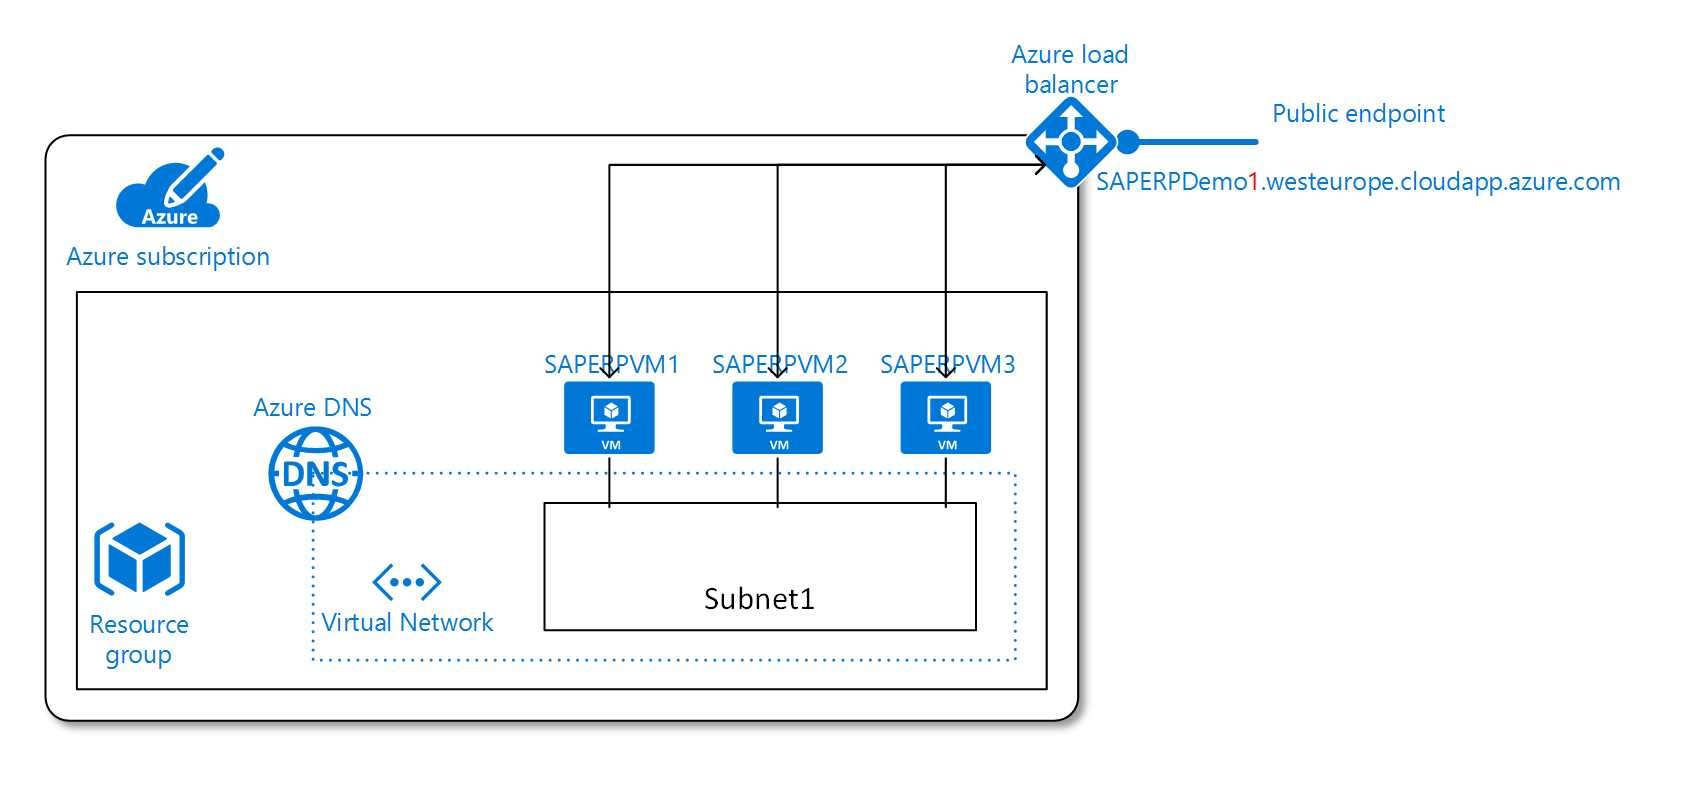 Azure load
balancer
Public endpoint
SAPERPDemo1.westeurope.cloudapp.azure.com
Azure
Azure subscription
SAPERPVM1
SAPERPVM2
SAPERPVM3
VM
VM
VM
Azure DNS
DNS
Resource
group
Virtual Network
Subnet1